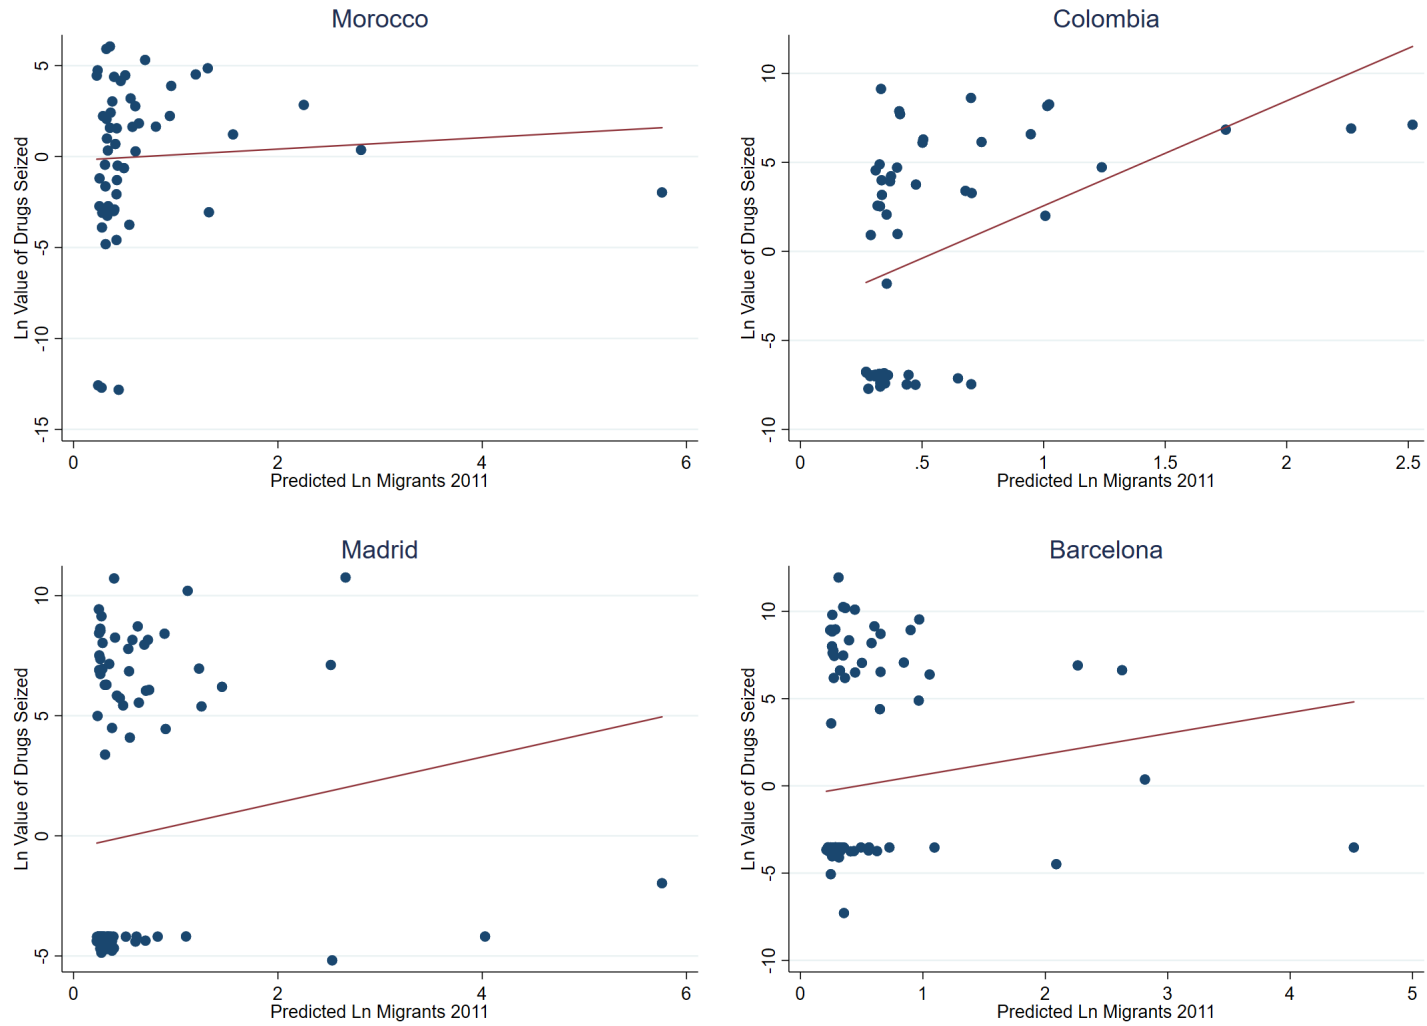 Morocco
Ln Value of Drugs Seized
5
0
-5
-10
-15
0 2 4 6
Predicted Ln Migrants 2011
Colombia
Ln Value of Drugs Seized
10
5
0
-5
-10
0 .5 1 1.5 2 2.5
Predicted Ln Migrants 2011
Madrid
Ln Value of Drugs Seized
10
5
0
-5
0 2 4 6
Predicted Ln Migrants 2011
Barcelona
Ln Value of Drugs Seized
10
5
0
-5
-10
0 1 2 3 4 5
Predicted Ln Migrants 2011